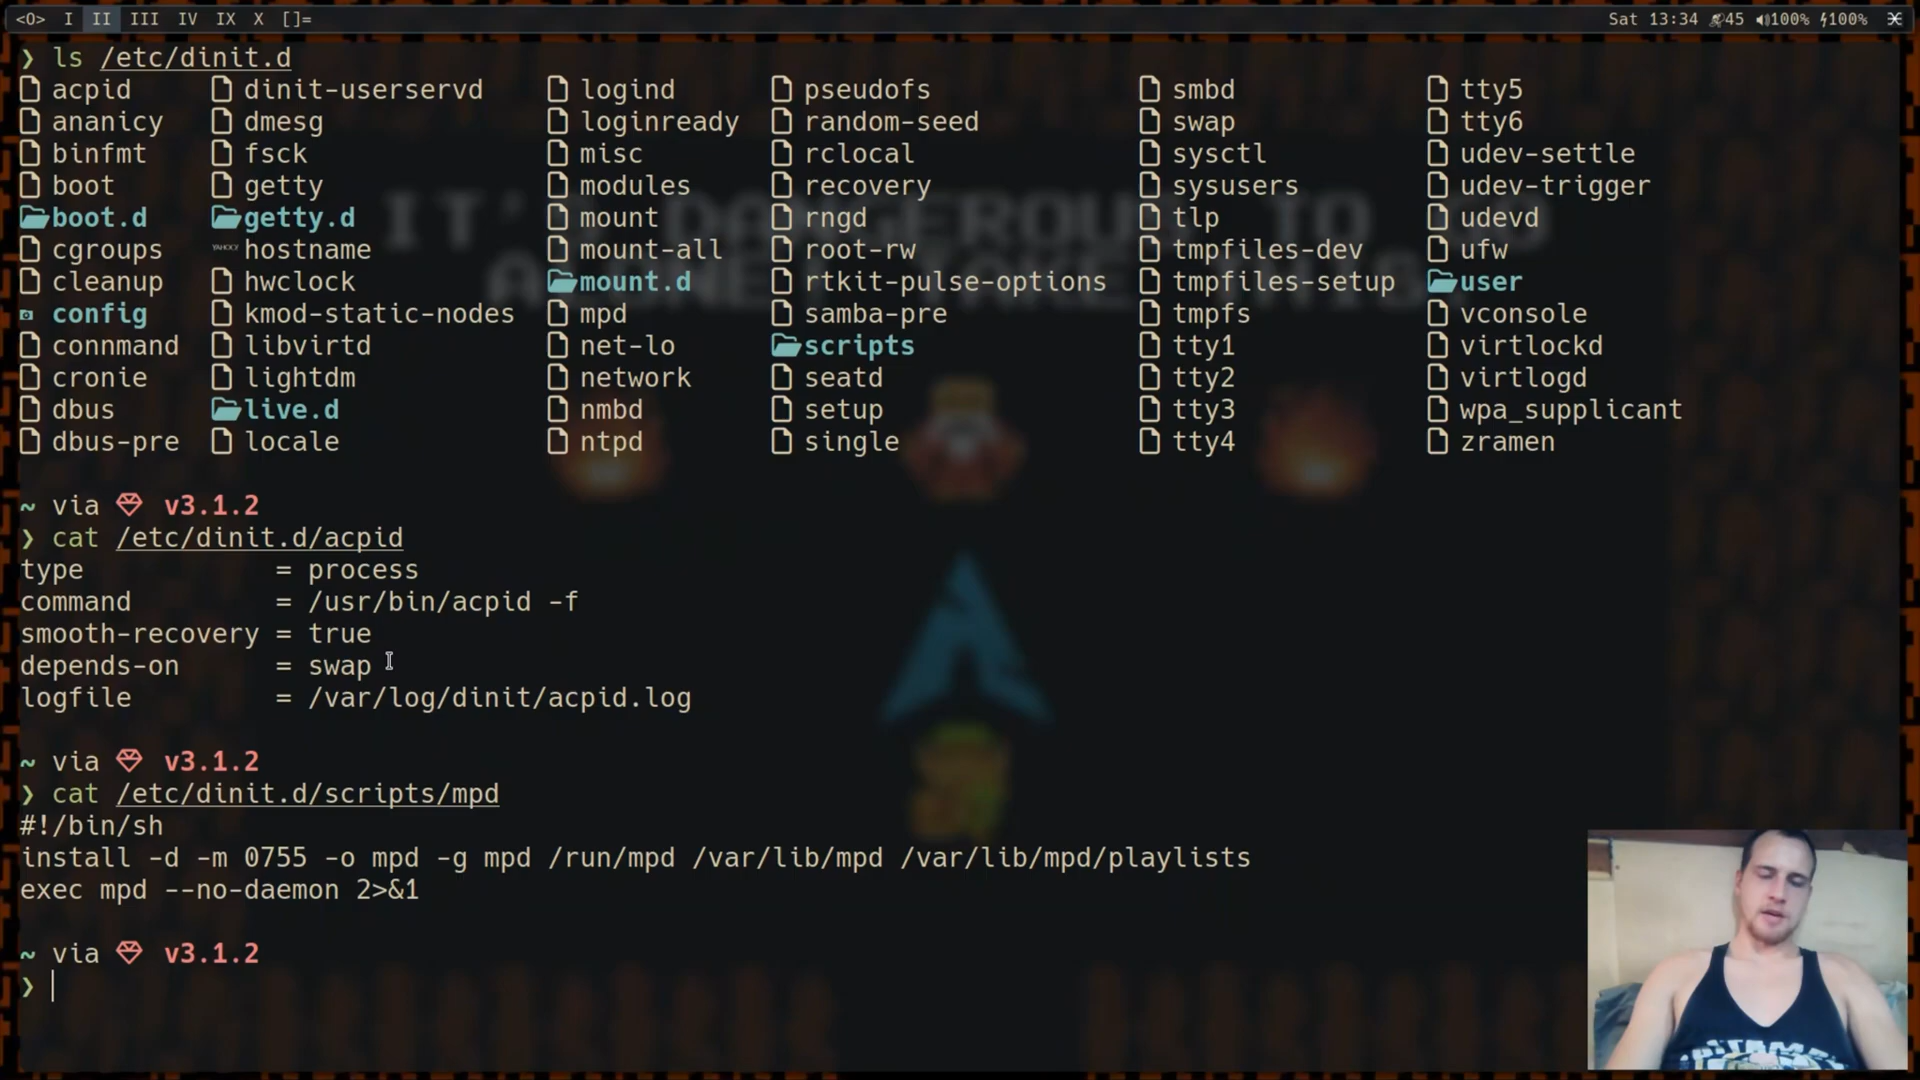 <O> I II III IV IX X []= Sat 13:34 45 100% 100%
❯ ls /etc/dinit.d
acpid dinit-userservd logind pseudofs smbd tty5
ananicy dmesg loginready random-seed swap tty6
binfmt fsck misc rclocal sysctl udev-settle
boot getty modules recovery sysusers udev-trigger
boot.d getty.d mount rngd tlp udevd
cgroups hostname mount-all root-rw tmpfiles-dev ufw
cleanup hwclock mount.d rtkit-pulse-options tmpfiles-setup user
config kmod-static-nodes mpd samba-pre tmpfs vconsole
connmand libvirtd net-lo scripts tty1 virtlockd
cronie lightdm network seatd tty2 virtlogd
dbus live.d nmbd setup tty3 wpa_supplicant
dbus-pre locale ntpd single tty4 zramen
~ via v3.1.2
❯ cat /etc/dinit.d/acpid
type = process
command = /usr/bin/acpid -f
smooth-recovery = true
depends-on = swap
logfile = /var/log/dinit/acpid.log
~ via v3.1.2
❯ cat /etc/dinit.d/scripts/mpd
#!/bin/sh
install -d -m 0755 -o mpd -g mpd /run/mpd /var/lib/mpd /var/lib/mpd/playlists
exec mpd --no-daemon 2>&1
~ via v3.1.2
❯